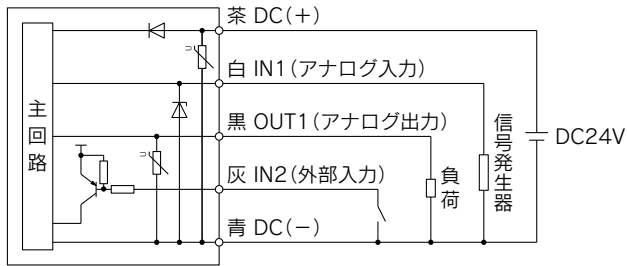 茶 DC(+)
白 IN1(アナログ入力)
主回路
黒 OUT1(アナログ出力)
信号発生器
DC24V
灰 IN2(外部入力)
負荷
青 DC(−)